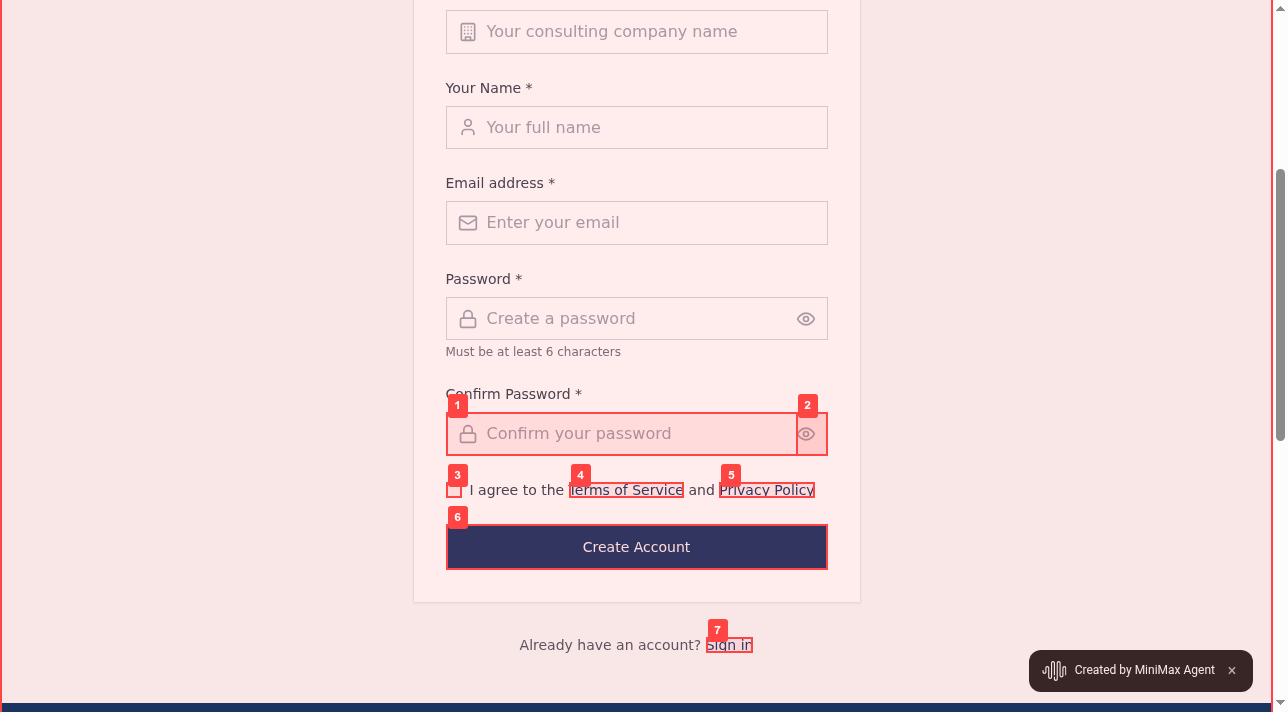 Your consulting company name
Your Name *
Your full name
Email address *
Enter your email
Password *
Create a password
Must be at least 6 characters
Confirm Password *
1
2
Confirm your password
3
4
5
I agree to the Terms of Service and Privacy Policy
6
Create Account
7
Already have an account? Sign in
Created by MiniMax Agent ×